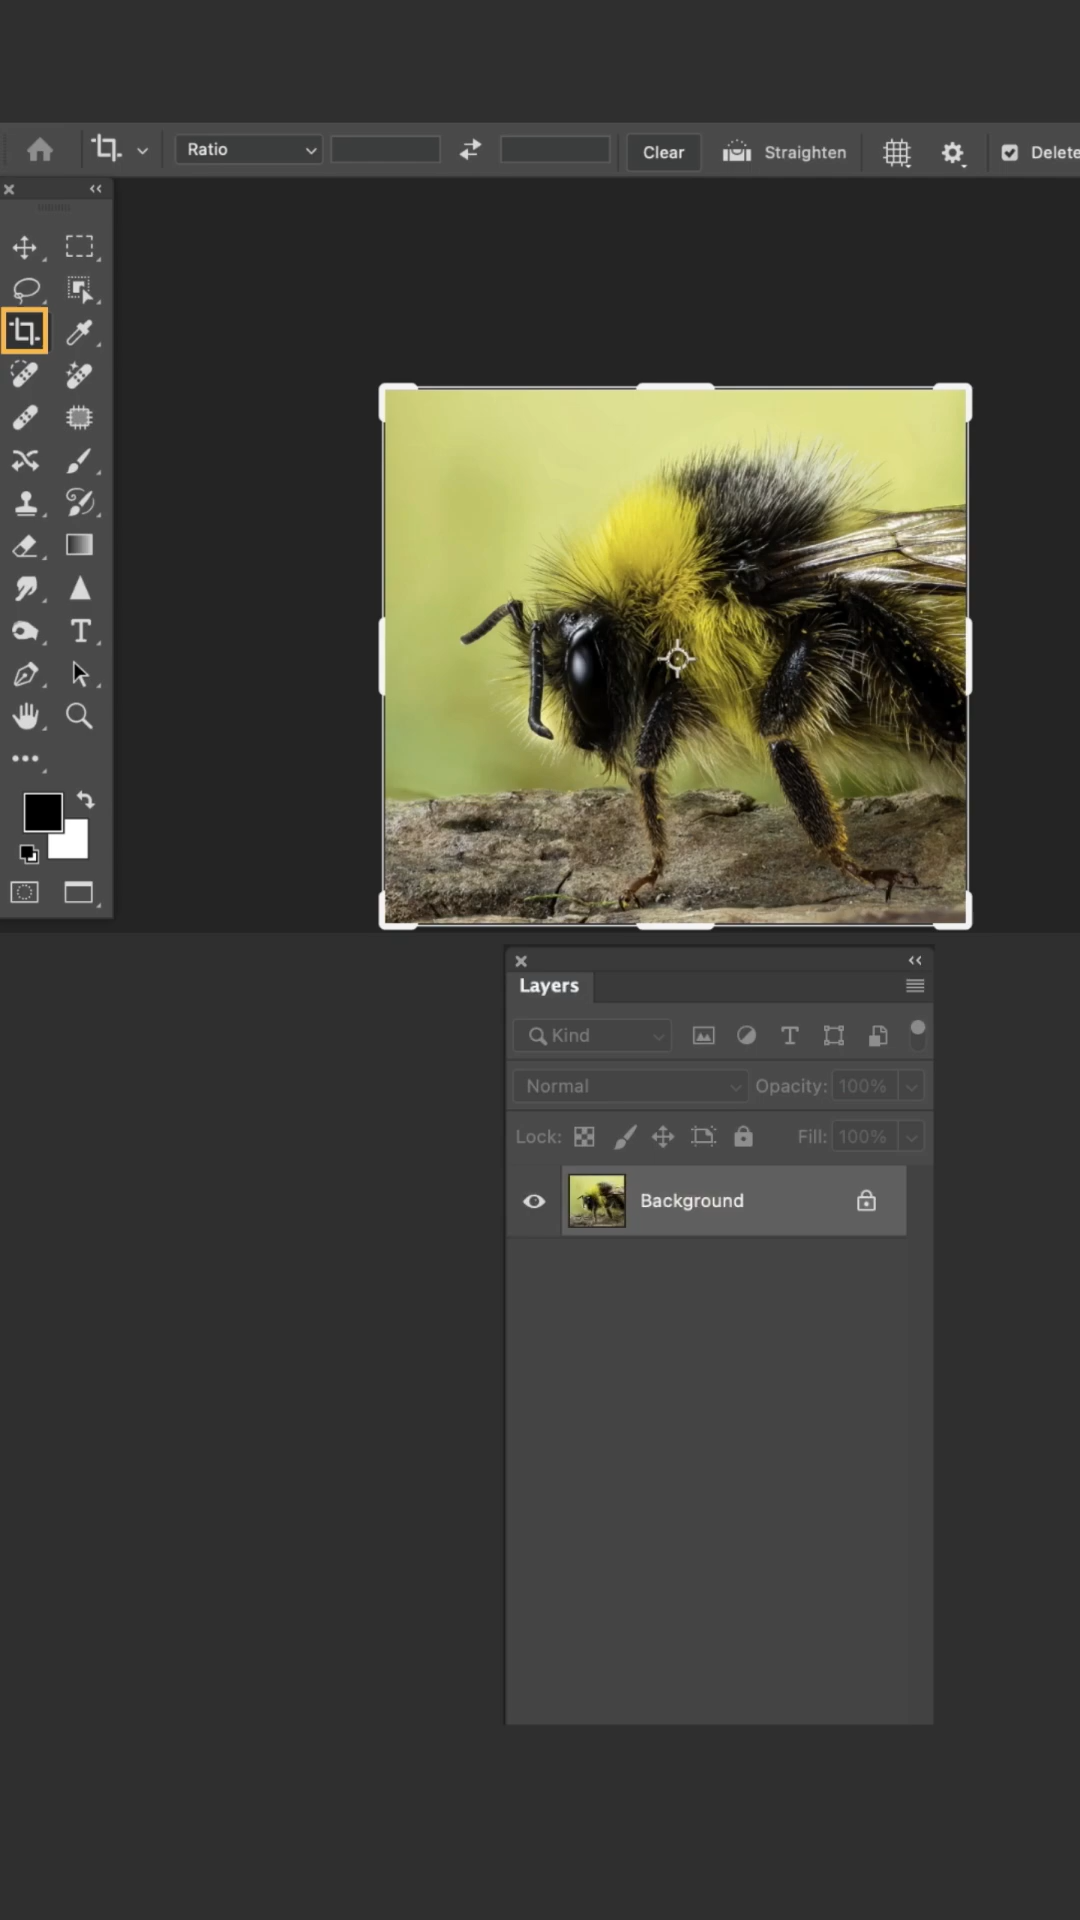 Ratio Clear Straighten Delete
Layers
Kind
Normal Opacity: 100%
Lock: Fill: 100%
Background